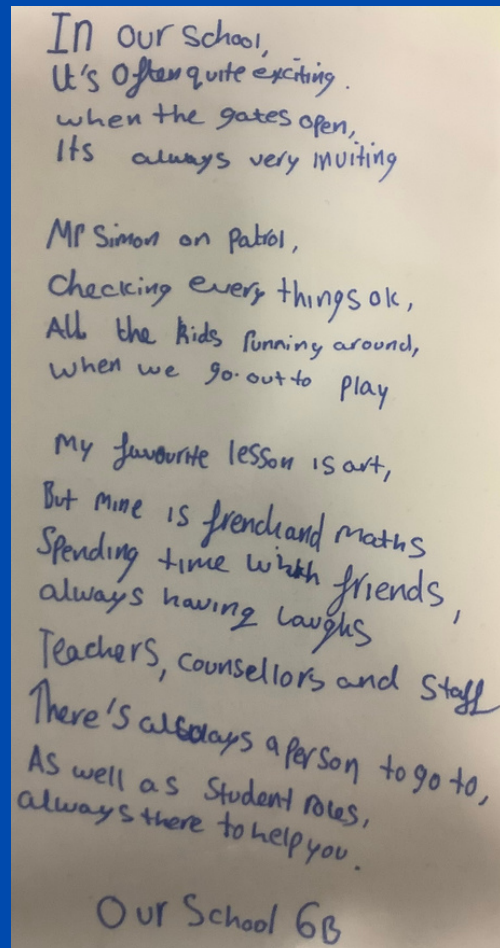 In our school,
It's Often quite exciting.
when the gates open,
Its always very inviting
Mr Simon on Patrol,
Checking every things ok,
All the kids running around,
when we go out to play
My favourite lesson is art,
But mine is french and maths
Spending time with friends,
always having laughs
Teachers, counsellors and staff
There's always a person to go to,
As well as Student roles,
always there to help you.
Our School 6B